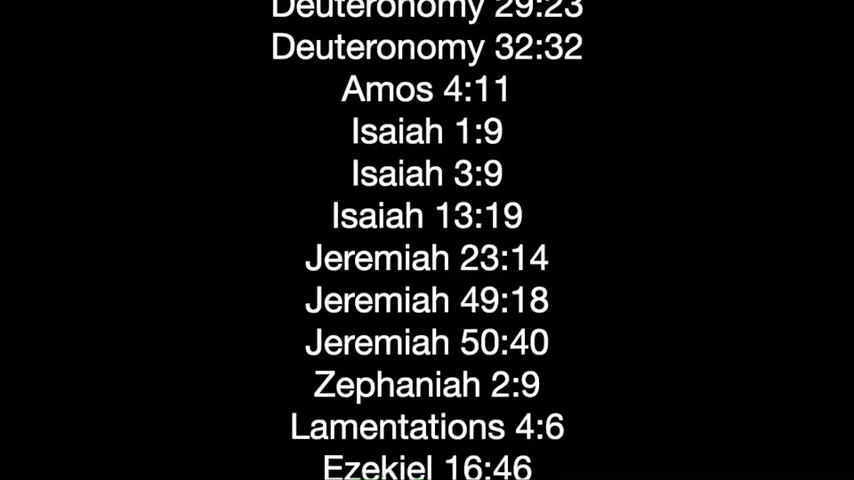 Deuteronomy 29:23
Deuteronomy 32:32
Amos 4:11
Isaiah 1:9
Isaiah 3:9
Isaiah 13:19
Jeremiah 23:14
Jeremiah 49:18
Jeremiah 50:40
Zephaniah 2:9
Lamentations 4:6
Ezekiel 16:46